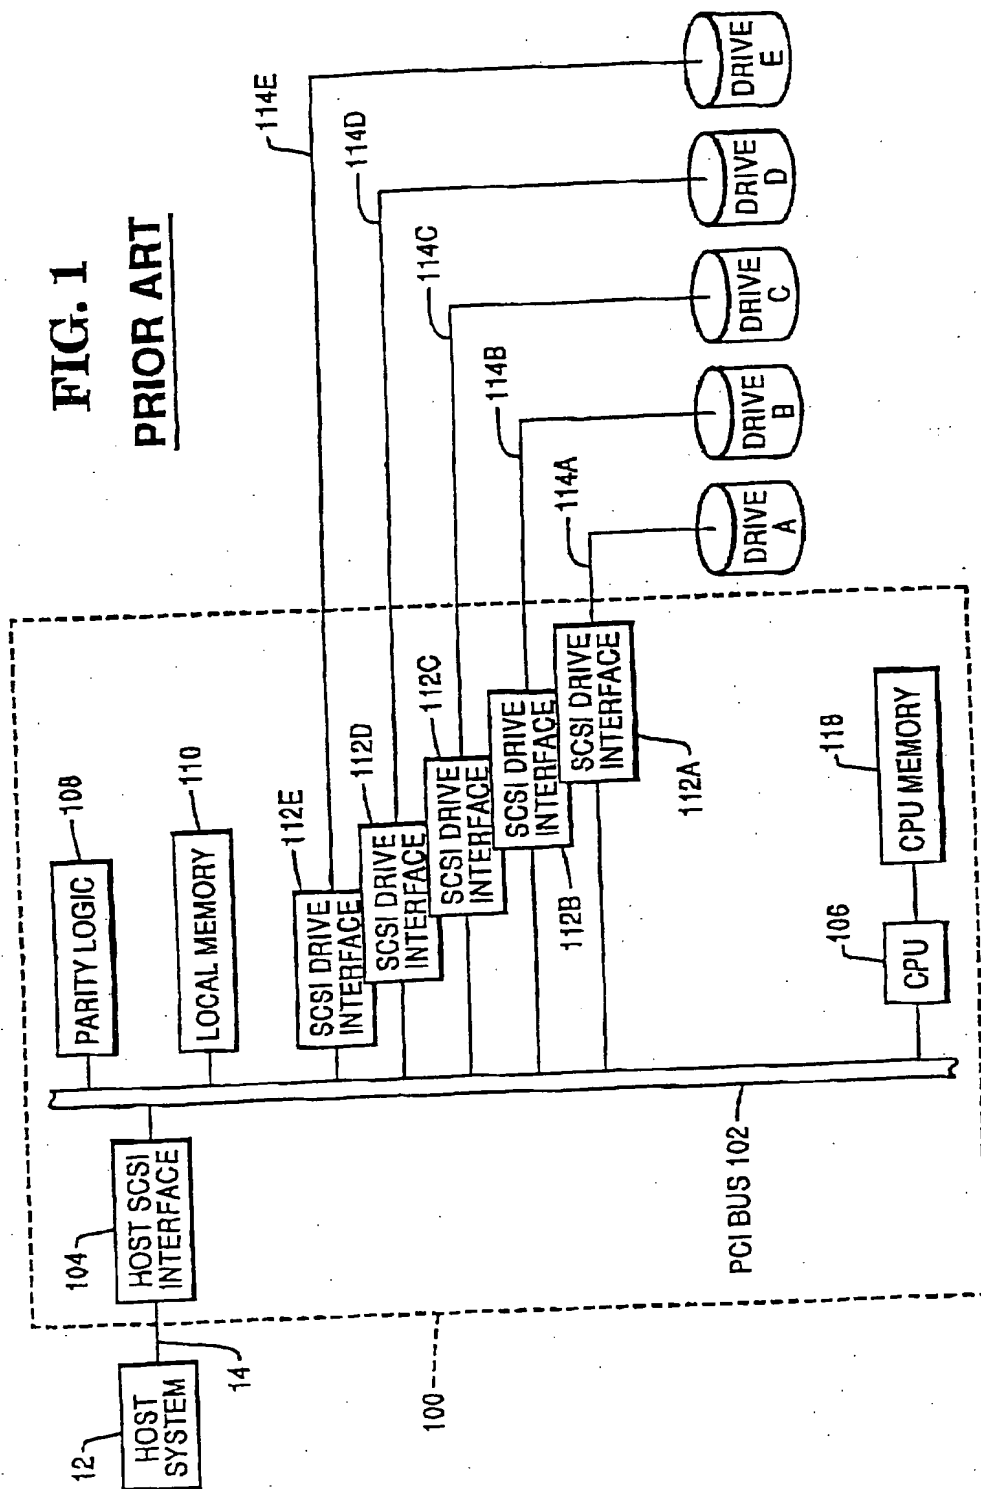 FIG. 1
PRIOR ART
12
HOST
SYSTEM
14
100
104
HOST SCSI
INTERFACE
PCI BUS 102
108
PARITY LOGIC
110
LOCAL MEMORY
112E
SCSI DRIVE
INTERFACE
112D
SCSI DRIVE
INTERFACE
112C
SCSI DRIVE
INTERFACE
112B
SCSI DRIVE
INTERFACE
112A
SCSI DRIVE
INTERFACE
106
CPU
118
CPU MEMORY
114E
114D
114C
114B
114A
DRIVE
A
DRIVE
B
DRIVE
C
DRIVE
D
DRIVE
E